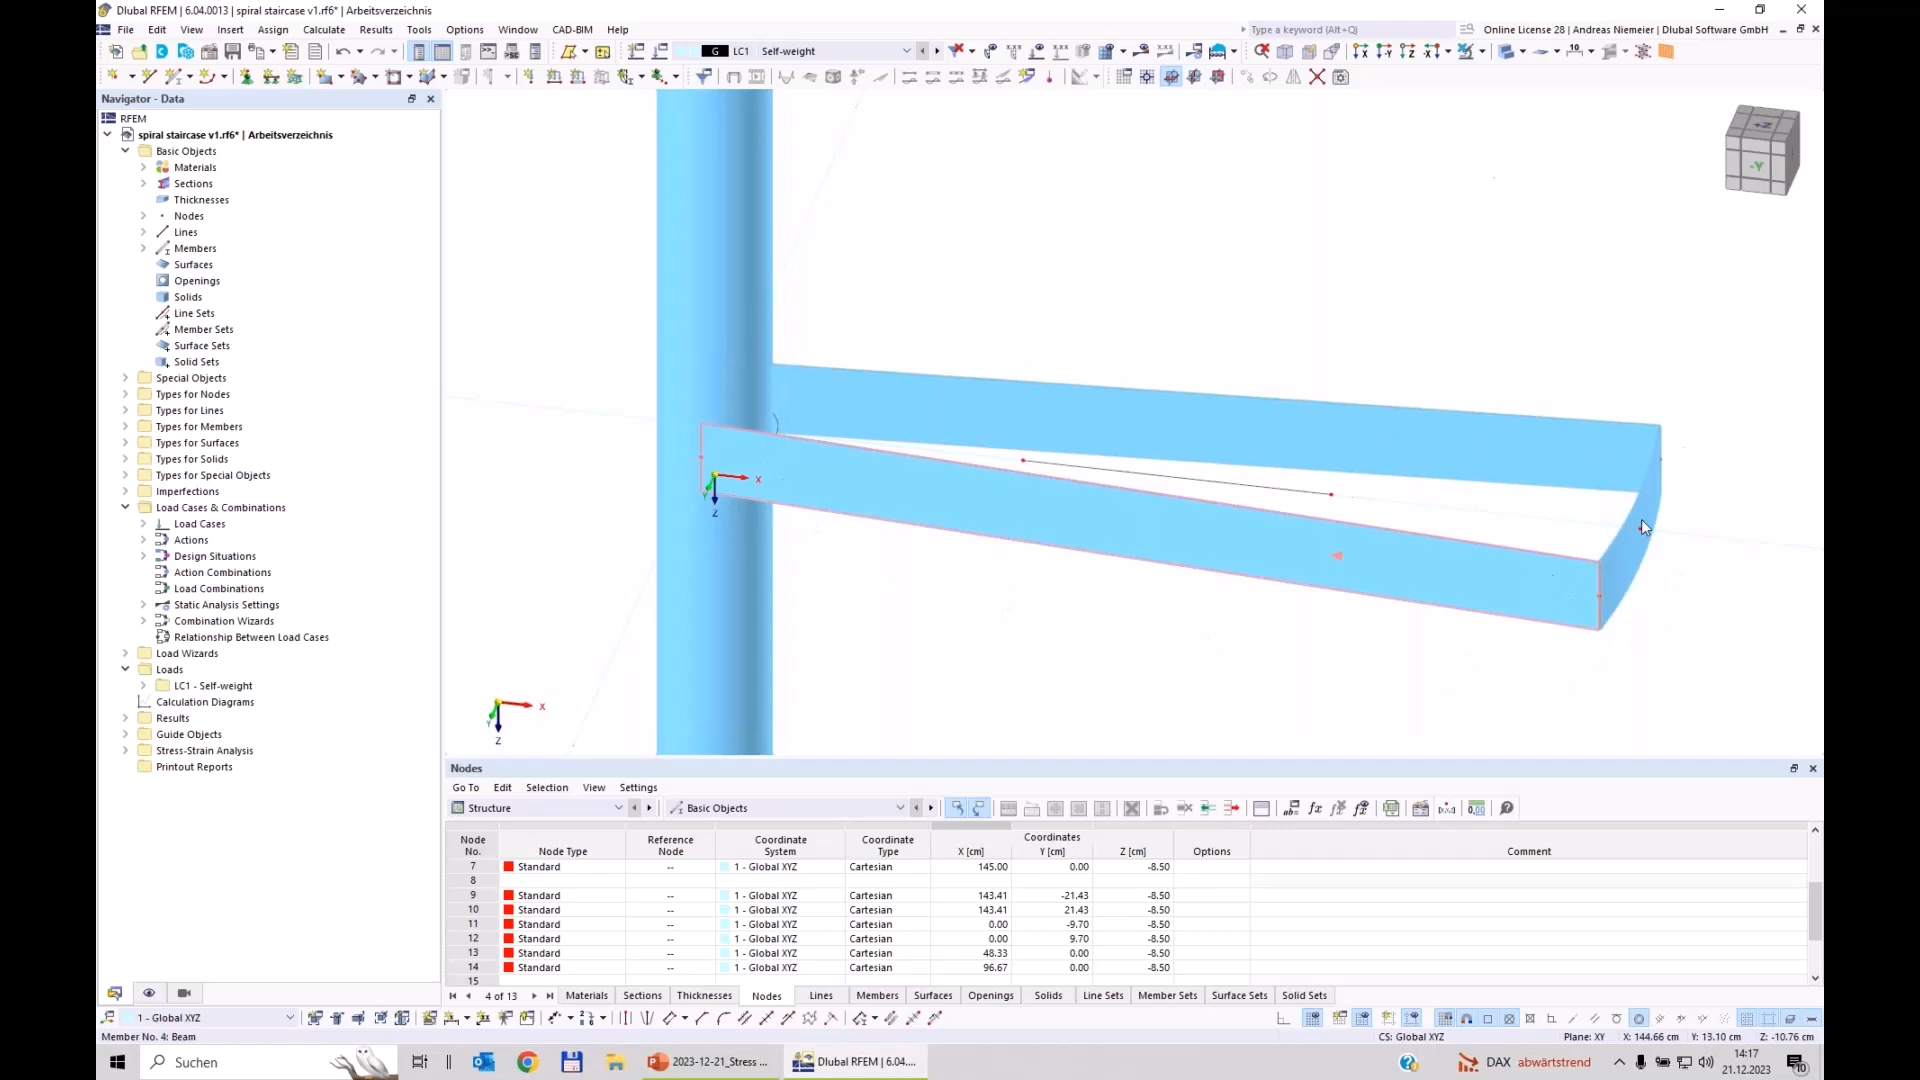 Dlubal RFEM | 6.04.0013 | spiral staircase v1.rf6* | Arbeitsverzeichnis
File Edit View Insert Assign Calculate Results Tools Options Window CAD-BIM Help
Type a keyword (Alt+Q)
Online License 28 | Andreas Niemeier | Dlubal Software GmbH
G LC1 Self-weight
Navigator - Data
RFEM
spiral staircase v1.rf6* | Arbeitsverzeichnis
Basic Objects
Materials
Sections
Thicknesses
Nodes
Lines
Members
Surfaces
Openings
Solids
Line Sets
Member Sets
Surface Sets
Solid Sets
Special Objects
Types for Nodes
Types for Lines
Types for Members
Types for Surfaces
Types for Solids
Types for Special Objects
Imperfections
Load Cases & Combinations
Load Cases
Actions
Design Situations
Action Combinations
Load Combinations
Static Analysis Settings
Combination Wizards
Relationship Between Load Cases
Load Wizards
Loads
LC1 - Self-weight
Calculation Diagrams
Results
Guide Objects
Stress-Strain Analysis
Printout Reports
+Z
-Y
X
Y
Z
X
Y
Z
Nodes
Go To Edit Selection View Settings
Structure Basic Objects
Node No. Node Type Reference Node Coordinate System Coordinate Type Coordinates X [cm] Y [cm] Z [cm] Options Comment
7 Standard -- 1 - Global XYZ Cartesian 145.00 0.00 -8.50
8
9 Standard -- 1 - Global XYZ Cartesian 143.41 -21.43 -8.50
10 Standard -- 1 - Global XYZ Cartesian 143.41 21.43 -8.50
11 Standard -- 1 - Global XYZ Cartesian 0.00 -9.70 -8.50
12 Standard -- 1 - Global XYZ Cartesian 0.00 9.70 -8.50
13 Standard -- 1 - Global XYZ Cartesian 48.33 0.00 -8.50
14 Standard -- 1 - Global XYZ Cartesian 96.67 0.00 -8.50
15
4 of 13 Materials Sections Thicknesses Nodes Lines Members Surfaces Openings Solids Line Sets Member Sets Surface Sets Solid Sets
1 - Global XYZ
Member No. 4: Beam
CS: Global XYZ Plane: XY X: 144.66 cm Y: 13.10 cm Z: -10.76 cm
Suchen
2023-12-21_Stress ...
Dlubal RFEM | 6.04....
DAX abwärtstrend
14:17
21.12.2023
10